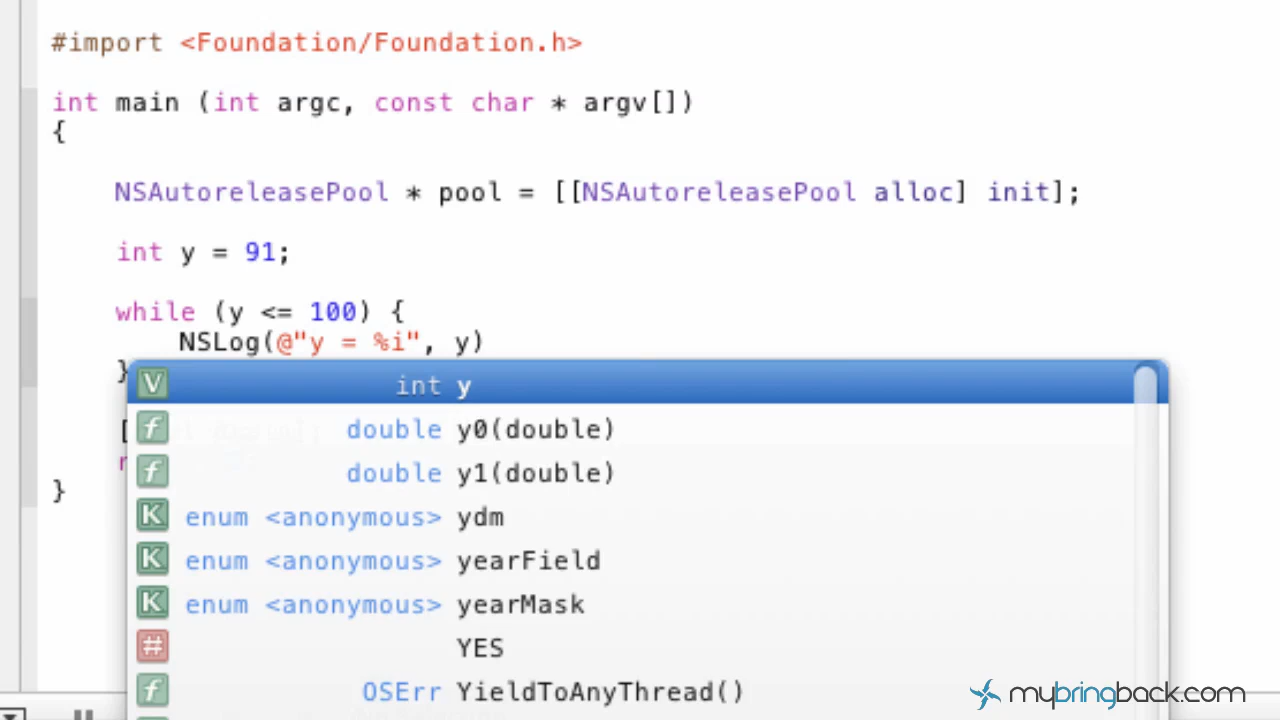 #import <Foundation/Foundation.h>
int main (int argc, const char * argv[])
{
NSAutoreleasePool * pool = [[NSAutoreleasePool alloc] init];
int y = 91;
while (y <= 100) {
NSLog(@"y = %i", y)
}
[
r
}
V int y
f double y0(double)
f double y1(double)
K enum <anonymous> ydm
K enum <anonymous> yearField
K enum <anonymous> yearMask
# YES
f OSErr YieldToAnyThread()
mybringback.com